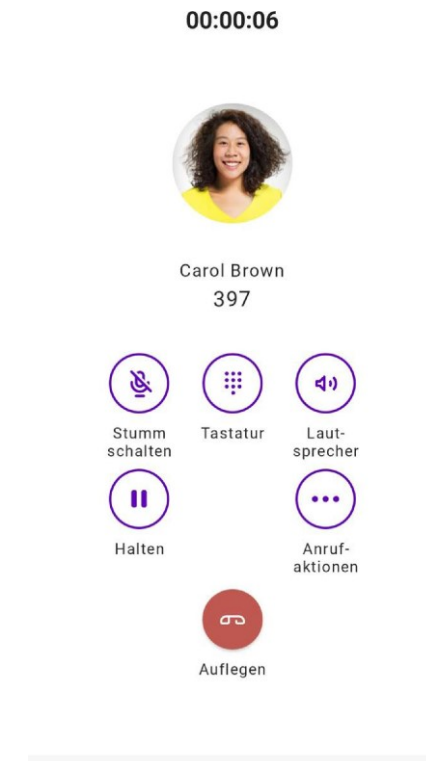 00:00:06
Carol Brown
397
Stumm
schalten
Tastatur
Laut-
sprecher
Halten
Anruf-
aktionen
Auflegen